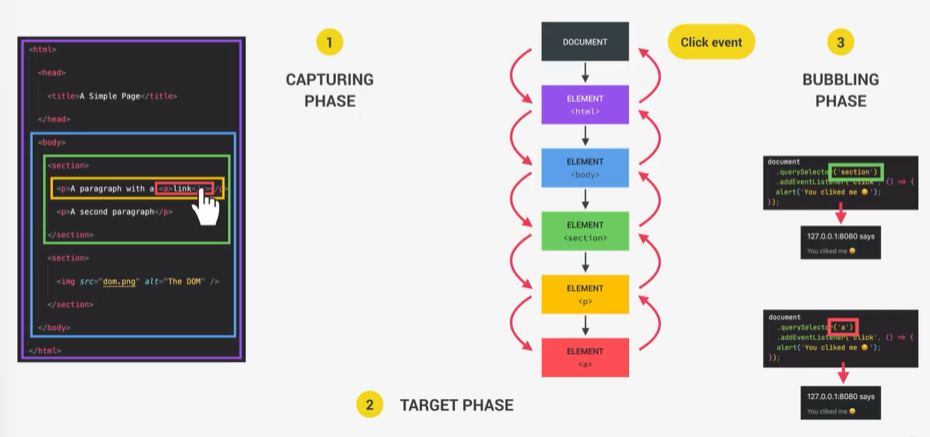 1
CAPTURING
PHASE
<html>
<head>
<title>A Simple Page</title>
</head>
<body>
<section>
<p>A paragraph with a <a>link</p>
<p>A second paragraph</p>
</section>
<section>
<img src="dom.png" alt="The DOM" />
</section>
</body>
</html>
DOCUMENT
ELEMENT
<html>
ELEMENT
<body>
ELEMENT
<section>
ELEMENT
<p>
ELEMENT
<a>
Click event
2
TARGET PHASE
3
BUBBLING
PHASE
document
.querySelector('section')
.addEventListener('click', () => {
alert('You cliked me 😀');
});
127.0.0.1:8080 says
You cliked me 😀
document
.querySelector('a')
.addEventListener('click', () => {
alert('You cliked me 😀');
});
127.0.0.1:8080 says
You cliked me 😀